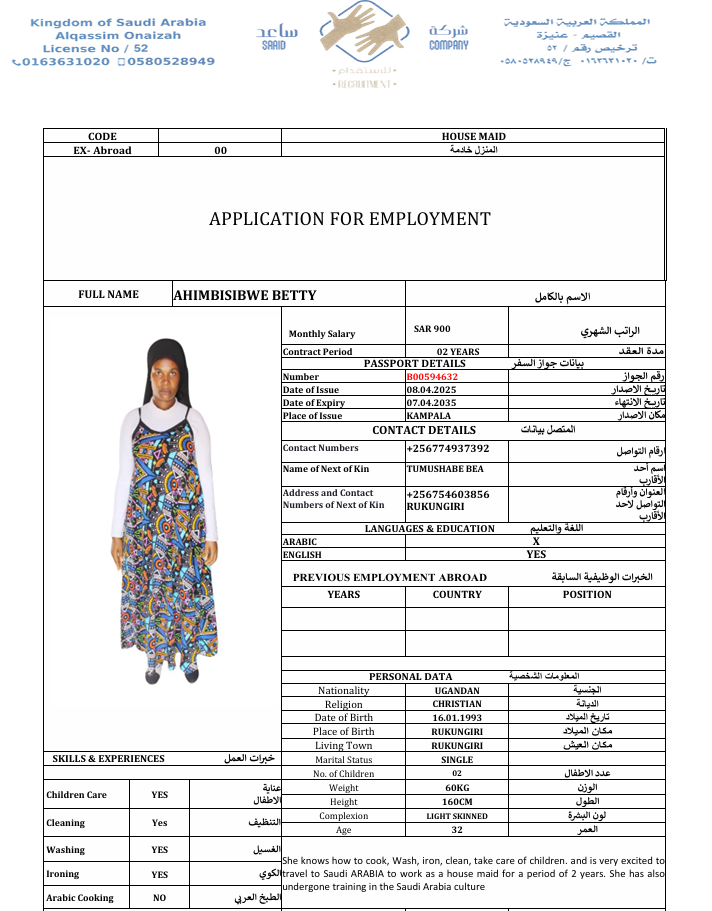 Kingdom of Saudi Arabia
Alqassim Onaizah
License No / 52
0163631020 0580528949
ساعد
SAAID
شركة
COMPANY
للاستقدام
RECRUITMENT
المملكة العربية السعودية
القصيم - عنيزة
ترخيص رقم / ٥٢
ت/ ٠١٦٣٦٣١٠٢٠ ج/ ٠٥٨٠٥٢٨٩٤٩
CODE HOUSE MAID
EX- Abroad 00 المنزل خادمة
APPLICATION FOR EMPLOYMENT
FULL NAME AHIMBISIBWE BETTY الاسم بالكامل
Monthly Salary SAR 900 الراتب الشهري
Contract Period 02 YEARS مدة العقد
PASSPORT DETAILS بيانات جواز السفر
Number B00594632 رقم الجواز
Date of Issue 08.04.2025 تاريخ الاصدار
Date of Expiry 07.04.2035 تاريخ الانتهاء
Place of Issue KAMPALA مكان الاصدار
CONTACT DETAILS المتصل بيانات
Contact Numbers +256774937392 ارقام التواصل
Name of Next of Kin TUMUSHABE BEA اسم أحد
الأقارب
Address and Contact +256754603856 العنوان وأرقام
Numbers of Next of Kin RUKUNGIRI التواصل لاحد
الأقارب
LANGUAGES & EDUCATION اللغة والتعليم
ARABIC X
ENGLISH YES
PREVIOUS EMPLOYMENT ABROAD الخبرات الوظيفية السابقة
YEARS COUNTRY POSITION
PERSONAL DATA المعلومات الشخصية
Nationality UGANDAN الجنسية
Religion CHRISTIAN الديانة
Date of Birth 16.01.1993 تاريخ الميلاد
Place of Birth RUKUNGIRI مكان الميلاد
Living Town RUKUNGIRI مكان العيش
Marital Status SINGLE
No. of Children 02 عدد الاطفال
Weight 60KG الوزن
Height 160CM الطول
Complexion LIGHT SKINNED لون البشرة
Age 32 العمر
SKILLS & EXPERIENCES خبرات العمل
Children Care YES عناية
الاطفال
Cleaning Yes التنظيف
Washing YES الغسيل
Ironing YES الكوي
Arabic Cooking NO الطبخ العربي
She knows how to cook, Wash, iron, clean, take care of children. and is very excited to
travel to Saudi ARABIA to work as a house maid for a period of 2 years. She has also
undergone training in the Saudi Arabia culture